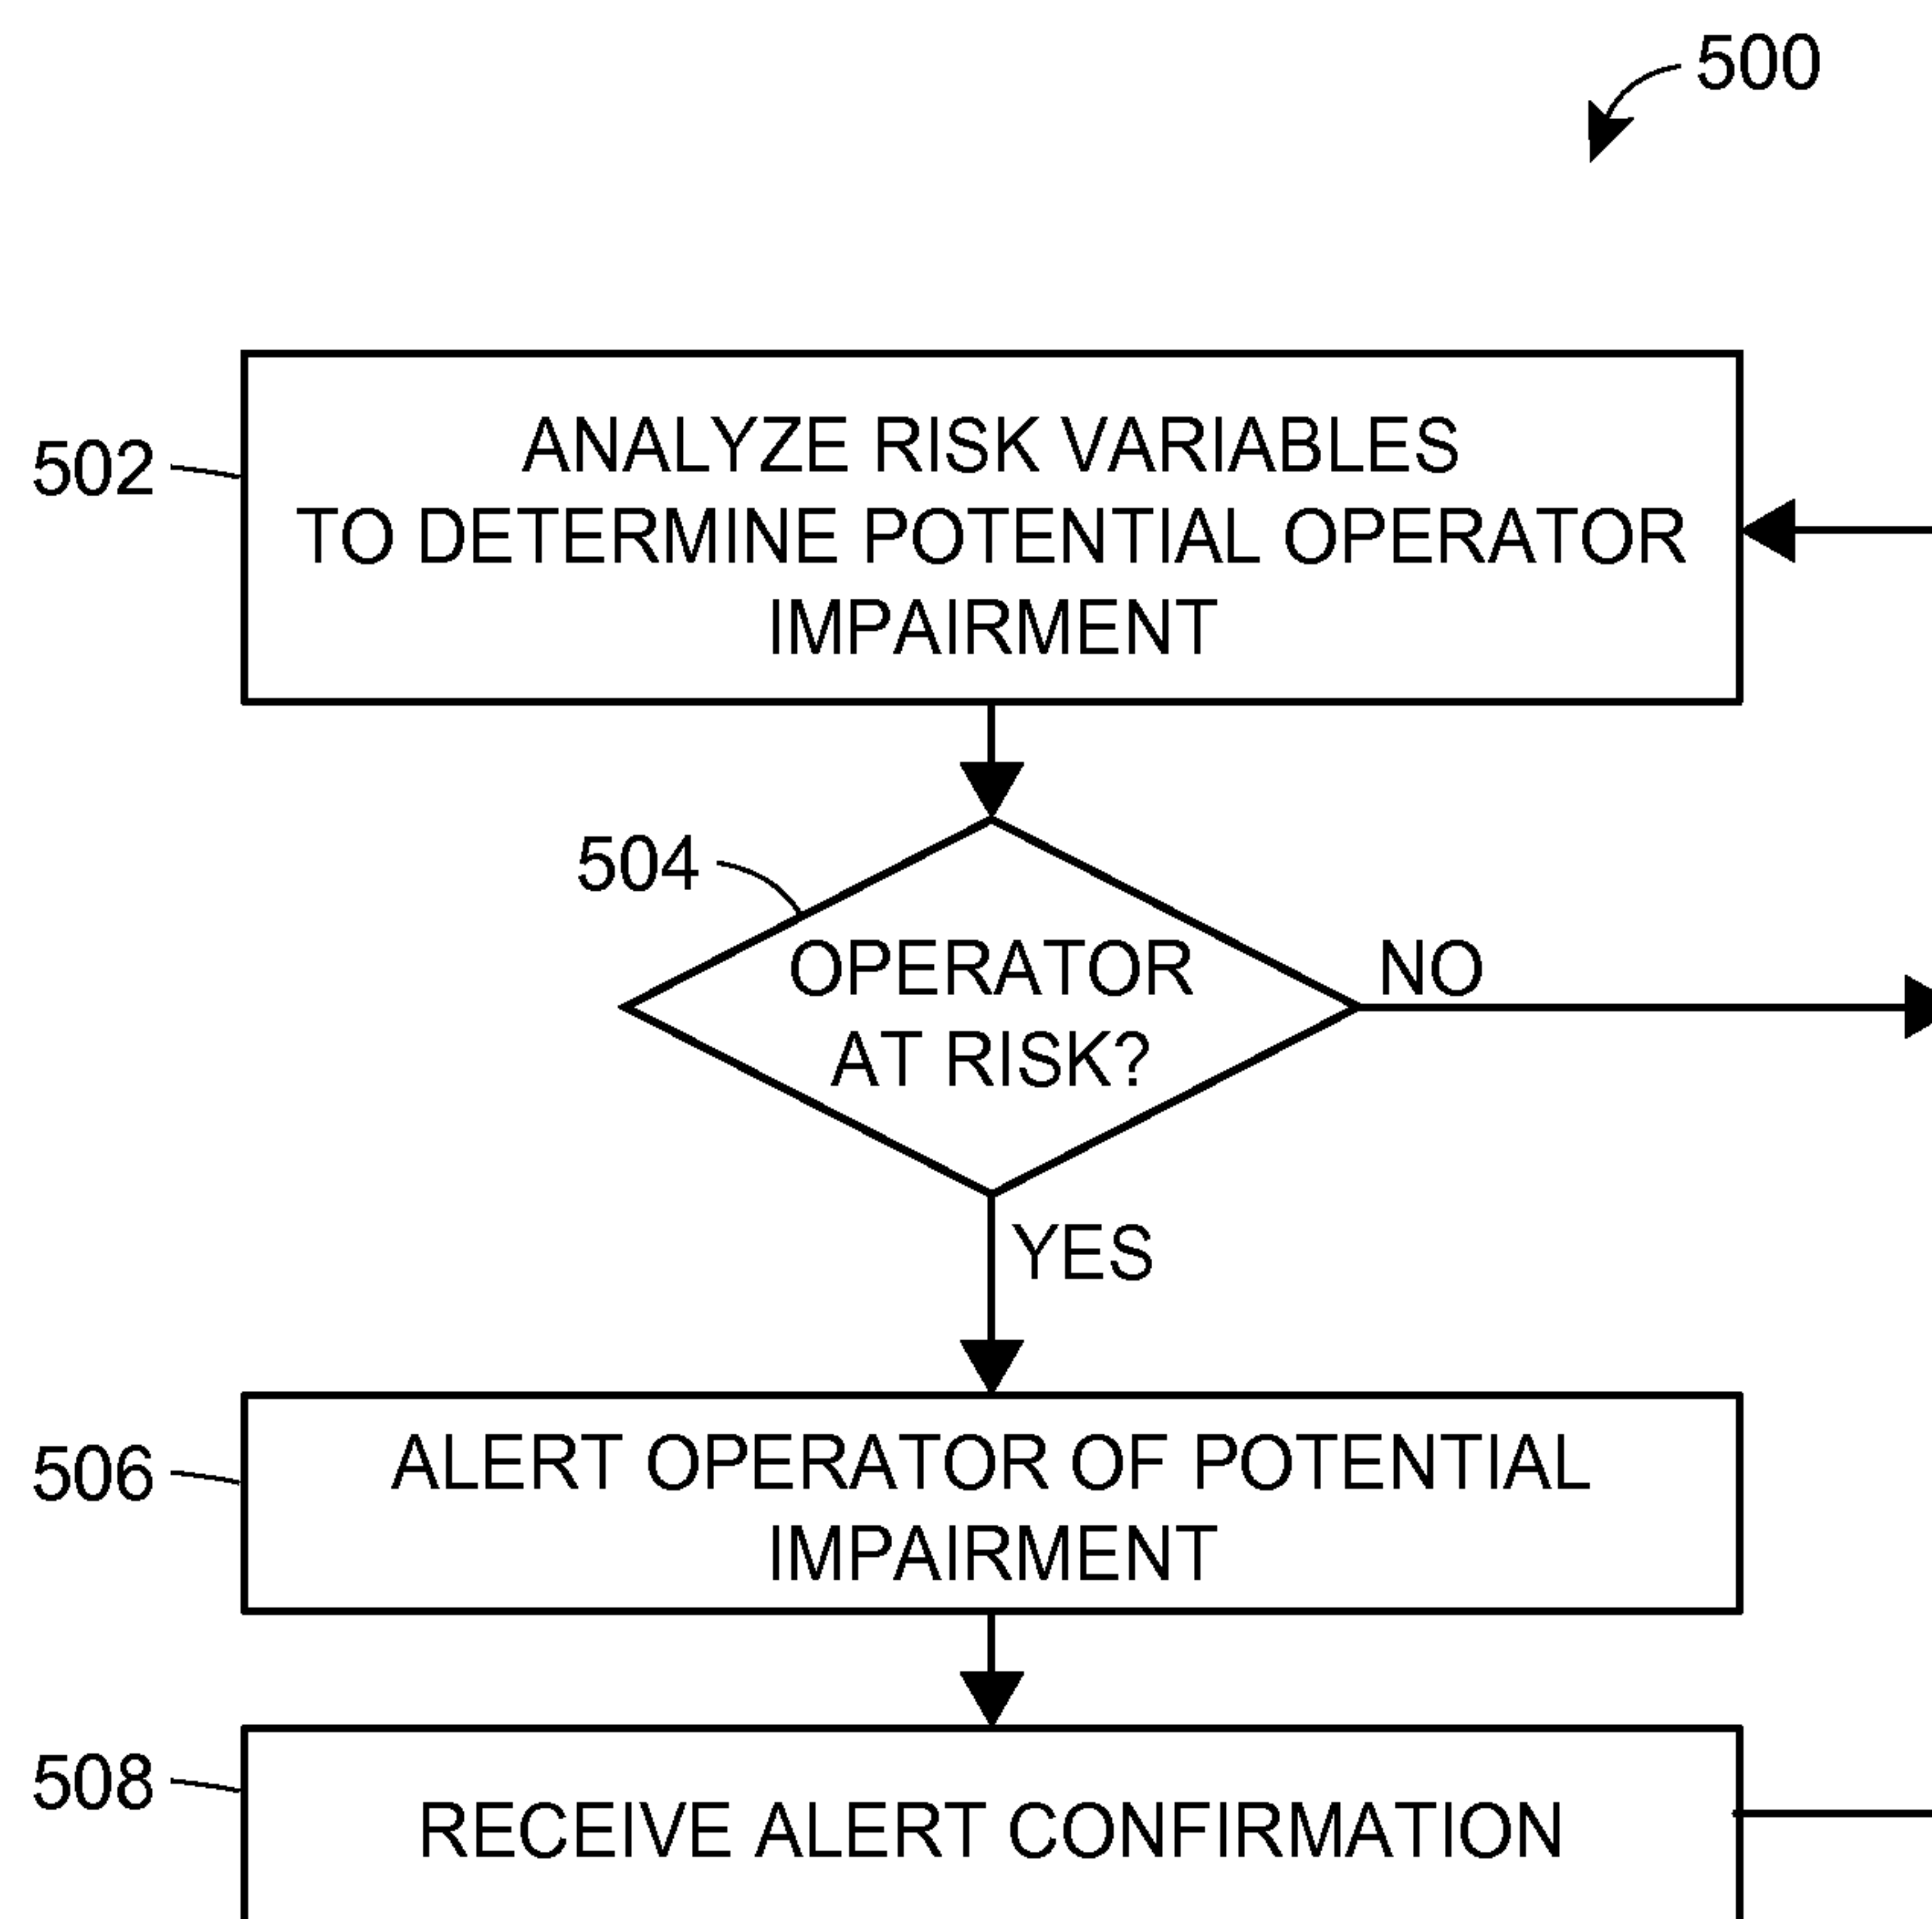 500
502
ANALYZE RISK VARIABLES
TO DETERMINE POTENTIAL OPERATOR
IMPAIRMENT
504
OPERATOR
AT RISK?
NO
YES
506
ALERT OPERATOR OF POTENTIAL
IMPAIRMENT
508
RECEIVE ALERT CONFIRMATION